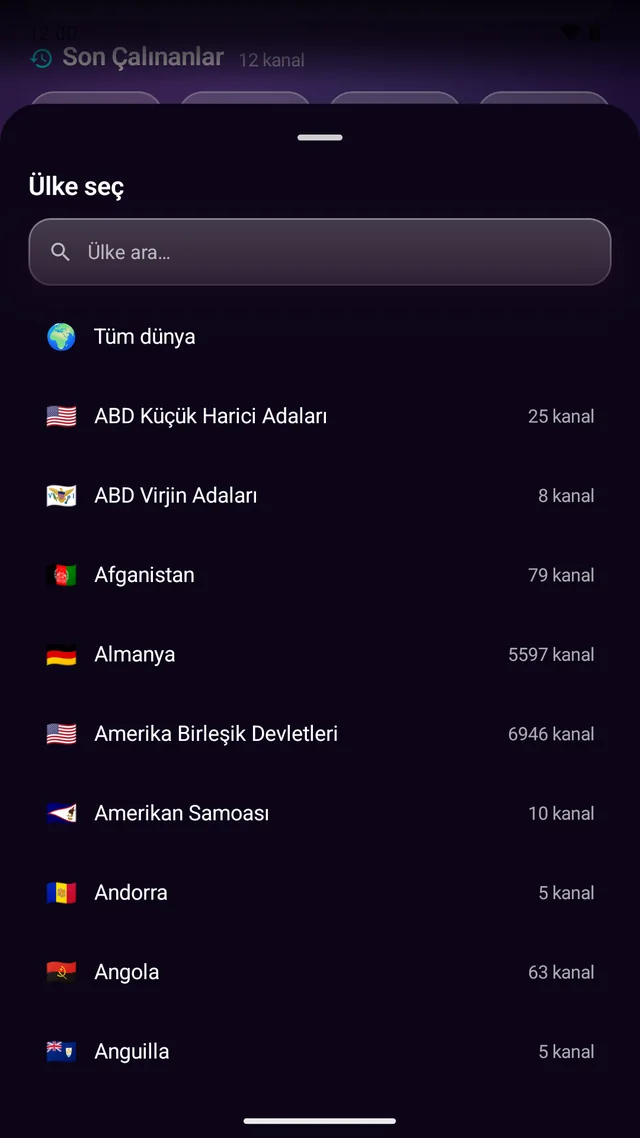 12:00
Son Çalınanlar 12 kanal
Ülke seç
Ülke ara...
Tüm dünya
ABD Küçük Harici Adaları 25 kanal
ABD Virjin Adaları 8 kanal
Afganistan 79 kanal
Almanya 5597 kanal
Amerika Birleşik Devletleri 6946 kanal
Amerikan Samoası 10 kanal
Andorra 5 kanal
Angola 63 kanal
Anguilla 5 kanal